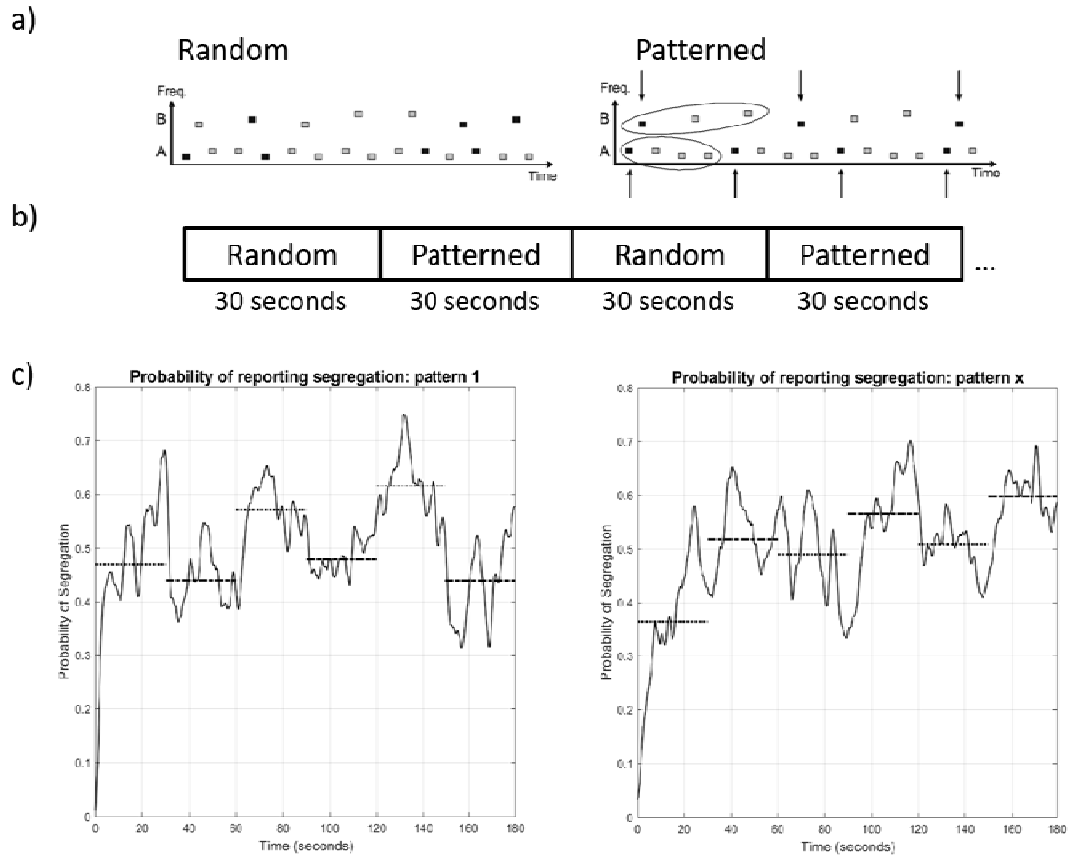 a)
Random
Patterned
Freq.
B
A
Time
Freq.
B
A
Time
b)
Random Patterned Random Patterned ...
30 seconds 30 seconds 30 seconds 30 seconds
c)
Probability of reporting segregation: pattern 1
Probability of Segregation
0.8
0.7
0.6
0.5
0.4
0.3
0.2
0.1
0
0 20 40 60 80 100 120 140 160 180
Time (seconds)
Probability of reporting segregation: pattern x
Probability of Segregation
0.8
0.7
0.6
0.5
0.4
0.3
0.2
0.1
0
0 20 40 60 80 100 120 140 160 180
Time (seconds)